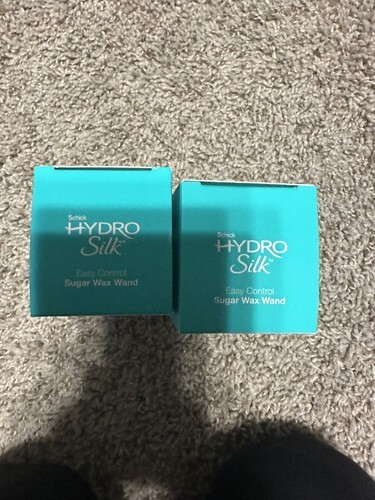 Schick
HYDRO
Silk
Easy Control
Sugar Wax Wand
Schick
HYDRO
Silk
Easy Control
Sugar Wax Wand